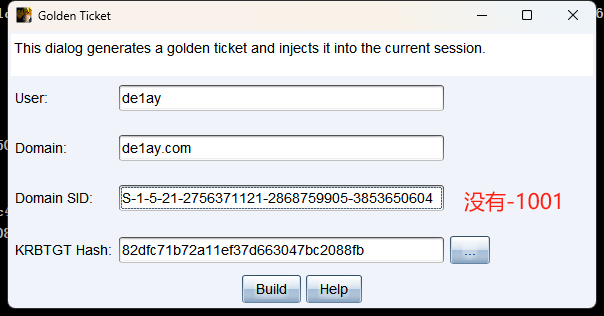 Golden Ticket
This dialog generates a golden ticket and injects it into the current session.
User: de1ay
Domain: de1ay.com
Domain SID: S-1-5-21-2756371121-2868759905-3853650604 没有-1001
KRBTGT Hash: 82dfc71b72a11ef37d663047bc2088fb ...
Build Help